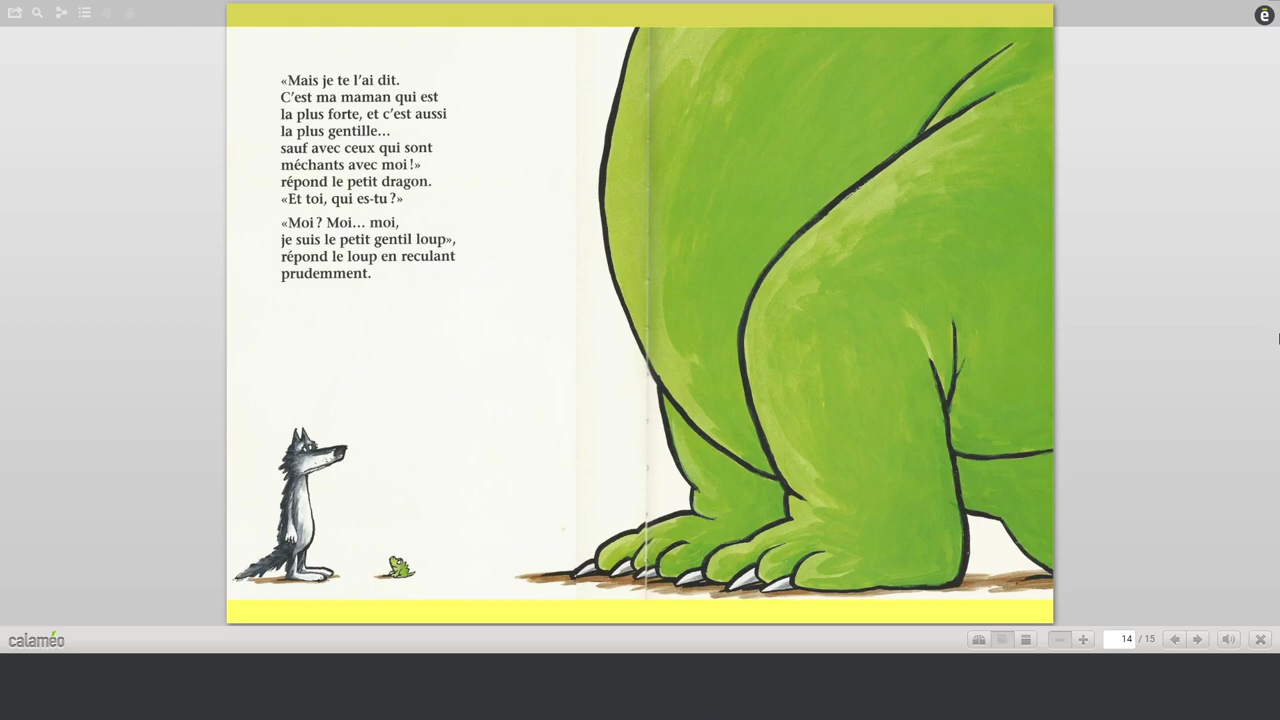 «Mais je te l’ai dit.
C’est ma maman qui est
la plus forte, et c’est aussi
la plus gentille…
sauf avec ceux qui sont
méchants avec moi !»
répond le petit dragon.
«Et toi, qui es-tu ?»
«Moi ? Moi… moi,
je suis le petit gentil loup»,
répond le loup en reculant
prudemment.
calaméo
14 / 15